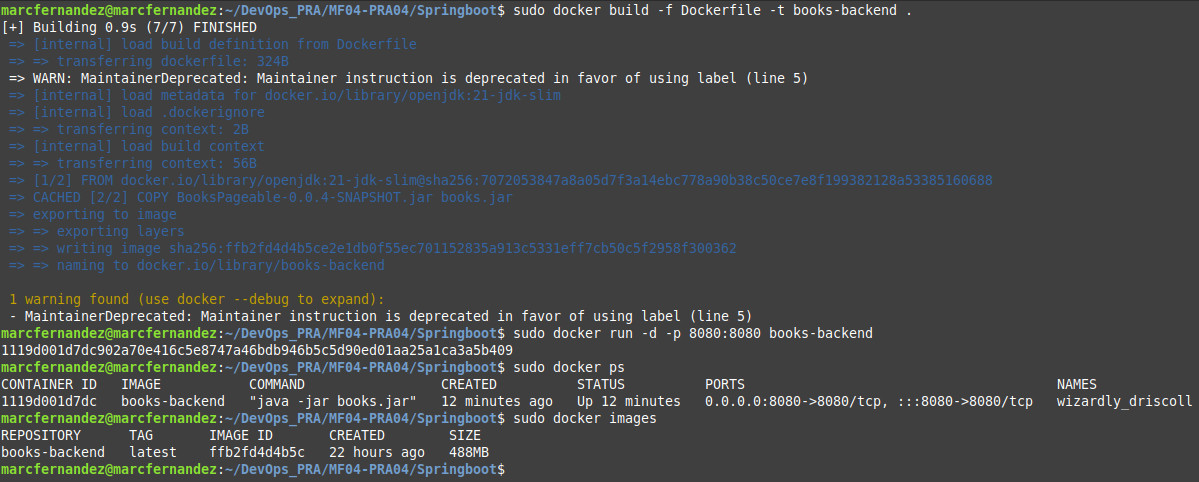 marcfernandez@marcfernandez:~/DevOps_PRA/MF04-PRA04/Springboot$ sudo docker build -f Dockerfile -t books-backend .
[+] Building 0.9s (7/7) FINISHED
=> [internal] load build definition from Dockerfile
=> => transferring dockerfile: 324B
=> WARN: MaintainerDeprecated: Maintainer instruction is deprecated in favor of using label (line 5)
=> [internal] load metadata for docker.io/library/openjdk:21-jdk-slim
=> [internal] load .dockerignore
=> => transferring context: 2B
=> [internal] load build context
=> => transferring context: 56B
=> [1/2] FROM docker.io/library/openjdk:21-jdk-slim@sha256:7072053847a8a05d7f3a14ebc778a90b38c50ce7e8f199382128a53385160688
=> CACHED [2/2] COPY BooksPageable-0.0.4-SNAPSHOT.jar books.jar
=> exporting to image
=> => exporting layers
=> => writing image sha256:ffb2fd4d4b5ce2e1db0f55ec701152835a913c5331eff7cb50c5f2958f300362
=> => naming to docker.io/library/books-backend
1 warning found (use docker --debug to expand):
- MaintainerDeprecated: Maintainer instruction is deprecated in favor of using label (line 5)
marcfernandez@marcfernandez:~/DevOps_PRA/MF04-PRA04/Springboot$ sudo docker run -d -p 8080:8080 books-backend
1119d001d7dc902a70e416c5e8747a46bdb946b5c5d90ed01aa25a1ca3a5b409
marcfernandez@marcfernandez:~/DevOps_PRA/MF04-PRA04/Springboot$ sudo docker ps
CONTAINER ID   IMAGE           COMMAND                CREATED          STATUS          PORTS                                       NAMES
1119d001d7dc   books-backend   "java -jar books.jar"   12 minutes ago   Up 12 minutes   0.0.0.0:8080->8080/tcp, :::8080->8080/tcp   wizardly_driscoll
marcfernandez@marcfernandez:~/DevOps_PRA/MF04-PRA04/Springboot$ sudo docker images
REPOSITORY      TAG       IMAGE ID       CREATED        SIZE
books-backend   latest    ffb2fd4d4b5c   22 hours ago   488MB
marcfernandez@marcfernandez:~/DevOps_PRA/MF04-PRA04/Springboot$